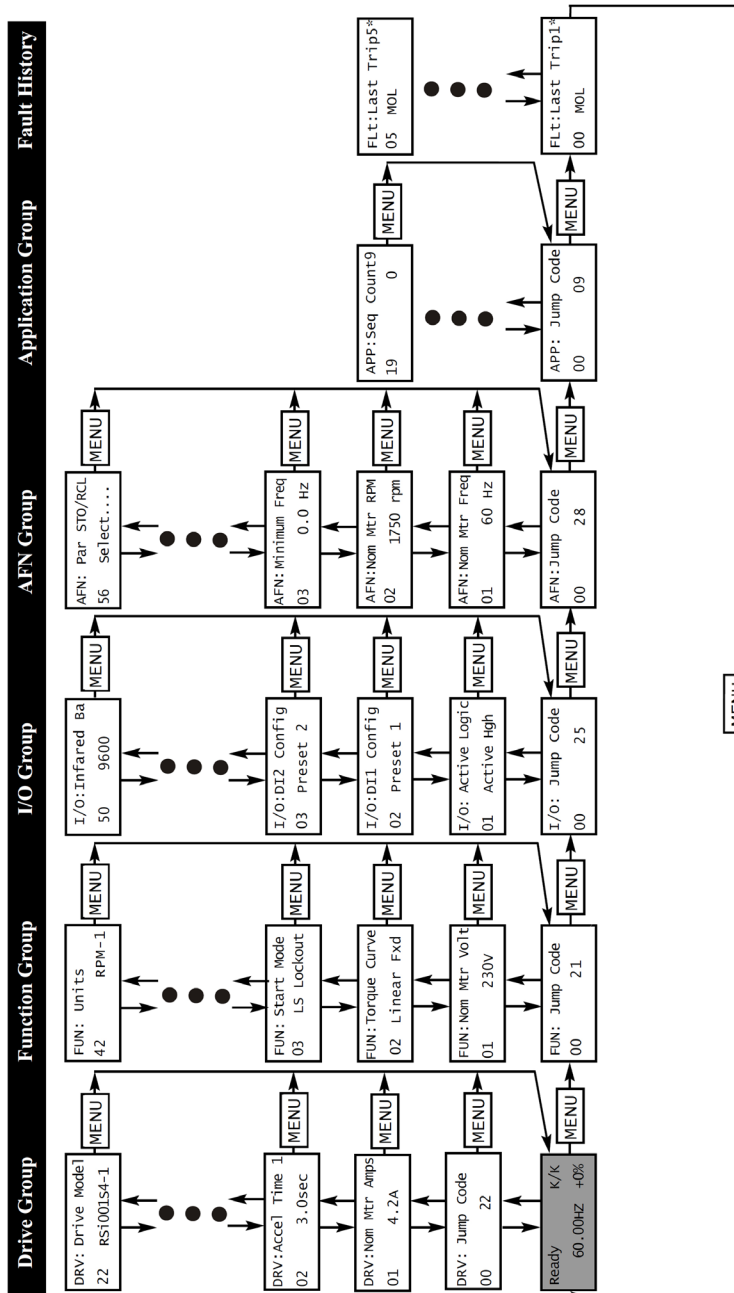 Drive Group
Function Group
I/O Group
AFN Group
Application Group
Fault History
DRV: Drive Model
22 RSi001S4-1
MENU
DRV:Accel Time 1
02 3.0sec
MENU
DRV:Nom Mtr Amps
01 4.2A
MENU
DRV: Jump Code
00 22
MENU
Ready K/K
60.00HZ +0%
MENU
FUN: Units
42 RPM-1
MENU
FUN: Start Mode
03 LS Lockout
MENU
FUN:Torque Curve
02 Linear Fxd
MENU
FUN:Nom Mtr Volt
01 230V
MENU
FUN: Jump Code
00 21
MENU
I/O:Infared Ba
50 9600
MENU
I/O:DI2 Config
03 Preset 2
MENU
I/O:DI1 Config
02 Preset 1
MENU
I/O: Active Logic
01 Active Hgh
MENU
I/O: Jump Code
00 25
MENU
AFN: Par STO/RCL
56 Select....
MENU
AFN:Minimum Freq
03 0.0 Hz
MENU
AFN:Nom Mtr RPM
02 1750 rpm
MENU
AFN:Nom Mtr Freq
01 60 Hz
MENU
AFN:Jump Code
00 28
MENU
APP:Seq Count9
19 0
MENU
APP: Jump Code
00 09
MENU
FLt:Last Trip5*
05 MOL
FLt:Last Trip1*
00 MOL
MENU